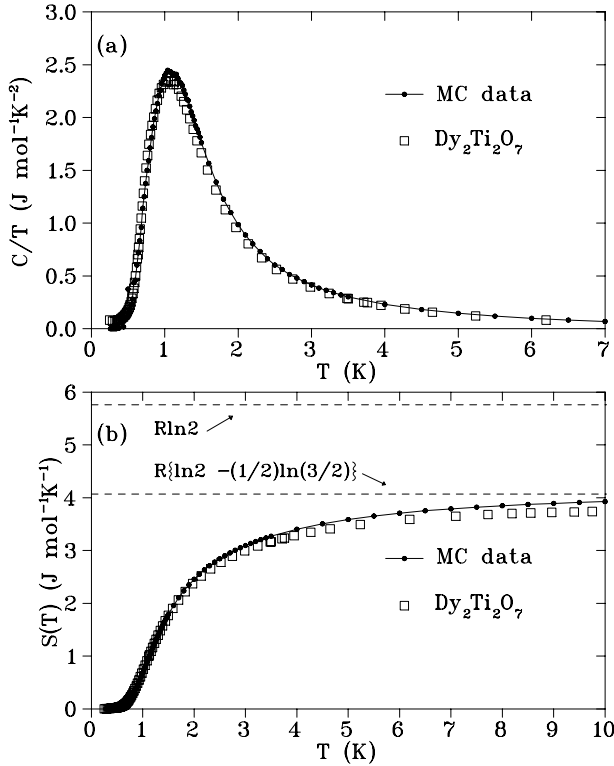 (a)
3.0
2.5
2.0
1.5
1.0
0.5
0.0
C/T (J mol⁻¹K⁻²)
MC data
Dy₂Ti₂O₇
0 1 2 3 4 5 6 7
T (K)
(b)
6
5
4
3
2
1
0
S(T) (J mol⁻¹K⁻¹)
Rln2
R{ln2 −(1/2)ln(3/2)}
MC data
Dy₂Ti₂O₇
0 1 2 3 4 5 6 7 8 9 10
T (K)